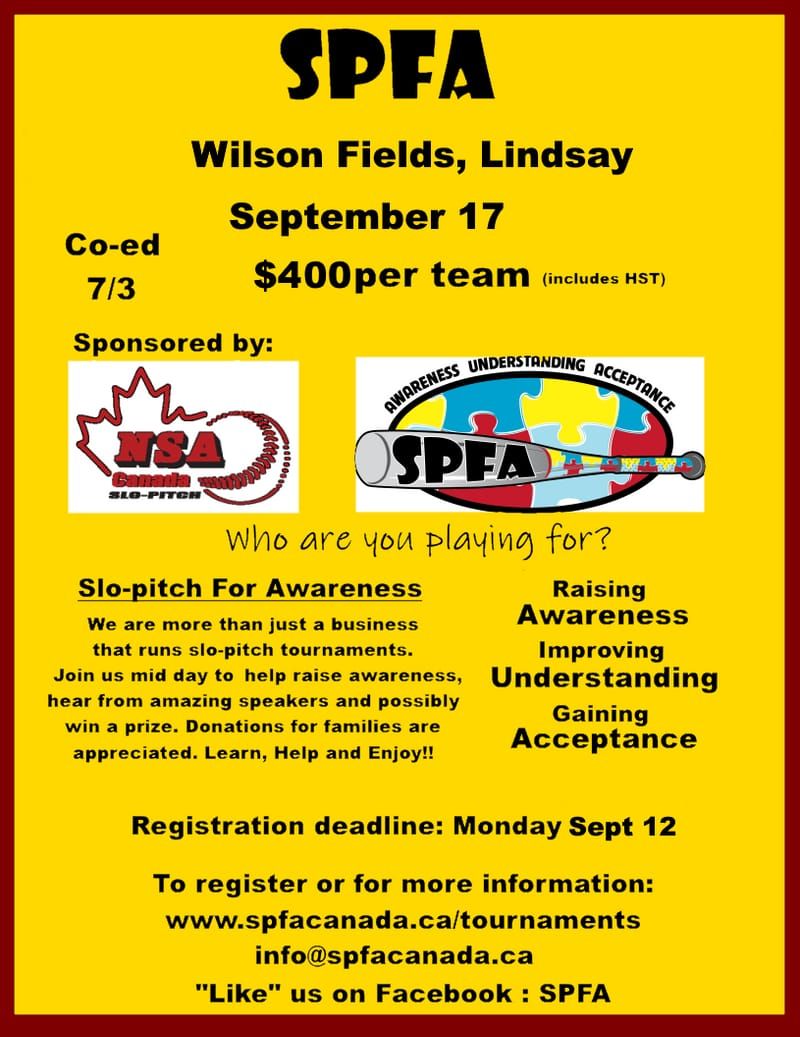 SPFA
Wilson Fields, Lindsay
September 17
Co-ed
7/3
$400per team (includes HST)
Sponsored by:
NSA
Canada
SLO-PITCH
AWARENESS UNDERSTANDING ACCEPTANCE
SPFA
Who are you playing for?
Slo-pitch For Awareness
We are more than just a business
that runs slo-pitch tournaments.
Join us mid day to help raise awareness,
hear from amazing speakers and possibly
win a prize. Donations for families are
appreciated. Learn, Help and Enjoy!!
Raising
Awareness
Improving
Understanding
Gaining
Acceptance
Registration deadline: Monday Sept 12
To register or for more information:
www.spfacanada.ca/tournaments
info@spfacanada.ca
"Like" us on Facebook : SPFA